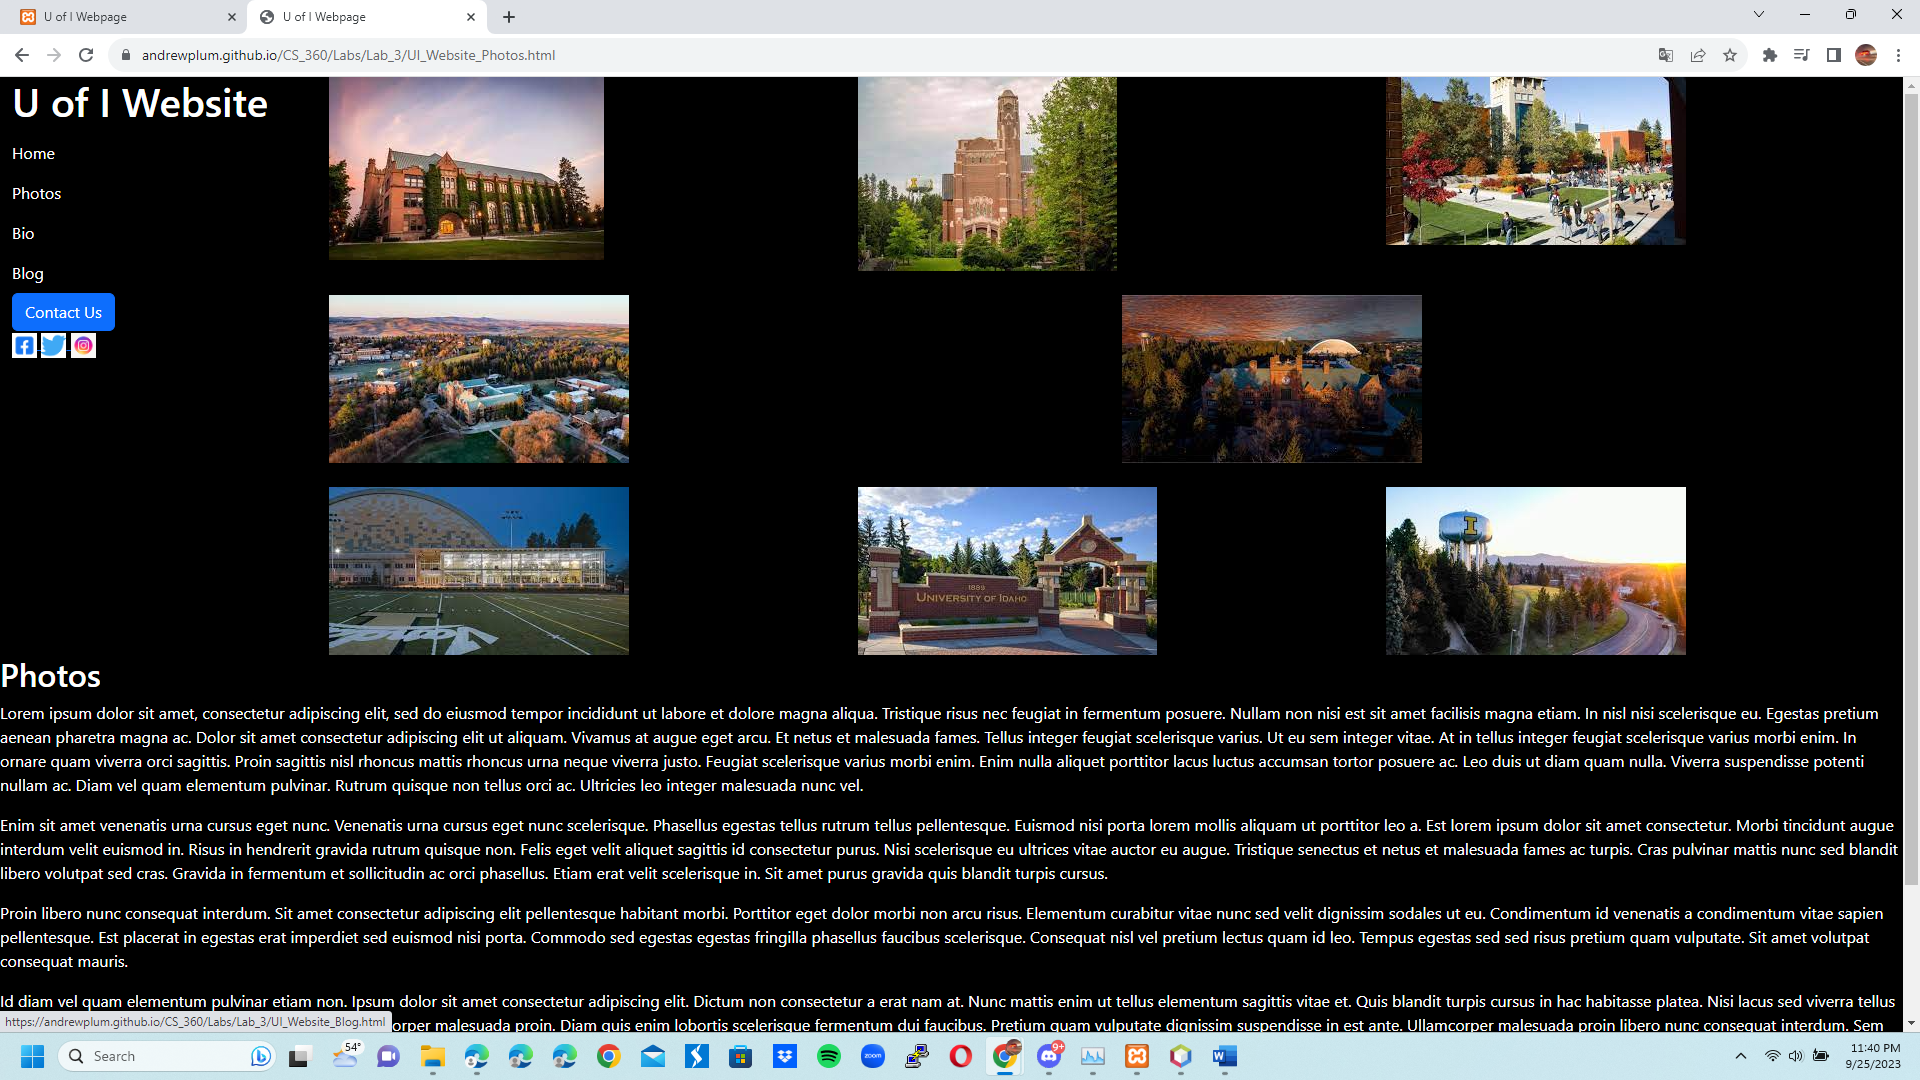 U of I Webpage
U of I Webpage
andrewplum.github.io/CS_360/Labs/Lab_3/UI_Website_Photos.html
U of I Website
Home
Photos
Bio
Blog
Contact Us
1889
UNIVERSITY OF IDAHO
I
Photos
Lorem ipsum dolor sit amet, consectetur adipiscing elit, sed do eiusmod tempor incididunt ut labore et dolore magna aliqua. Tristique risus nec feugiat in fermentum posuere. Nullam non nisi est sit amet facilisis magna etiam. In nisl nisi scelerisque eu. Egestas pretium
aenean pharetra magna ac. Dolor sit amet consectetur adipiscing elit ut aliquam. Vivamus at augue eget arcu. Et netus et malesuada fames. Tellus integer feugiat scelerisque varius. Ut eu sem integer vitae. At in tellus integer feugiat scelerisque varius morbi enim. In
ornare quam viverra orci sagittis. Proin sagittis nisl rhoncus mattis rhoncus urna neque viverra justo. Feugiat scelerisque varius morbi enim. Enim nulla aliquet porttitor lacus luctus accumsan tortor posuere ac. Leo duis ut diam quam nulla. Viverra suspendisse potenti
nullam ac. Diam vel quam elementum pulvinar. Rutrum quisque non tellus orci ac. Ultricies leo integer malesuada nunc vel.
Enim sit amet venenatis urna cursus eget nunc. Venenatis urna cursus eget nunc scelerisque. Phasellus egestas tellus rutrum tellus pellentesque. Euismod nisi porta lorem mollis aliquam ut porttitor leo a. Est lorem ipsum dolor sit amet consectetur. Morbi tincidunt augue
interdum velit euismod in. Risus in hendrerit gravida rutrum quisque non. Felis eget velit aliquet sagittis id consectetur purus. Nisi scelerisque eu ultrices vitae auctor eu augue. Tristique senectus et netus et malesuada fames ac turpis. Cras pulvinar mattis nunc sed blandit
libero volutpat sed cras. Gravida in fermentum et sollicitudin ac orci phasellus. Etiam erat velit scelerisque in. Sit amet purus gravida quis blandit turpis cursus.
Proin libero nunc consequat interdum. Sit amet consectetur adipiscing elit pellentesque habitant morbi. Porttitor eget dolor morbi non arcu risus. Elementum curabitur vitae nunc sed velit dignissim sodales ut eu. Condimentum id venenatis a condimentum vitae sapien
pellentesque. Est placerat in egestas erat imperdiet sed euismod nisi porta. Commodo sed egestas egestas fringilla phasellus faucibus scelerisque. Consequat nisl vel pretium lectus quam id leo. Tempus egestas sed sed risus pretium quam vulputate. Sit amet volutpat
consequat mauris.
Id diam vel quam elementum pulvinar etiam non. Ipsum dolor sit amet consectetur adipiscing elit. Dictum non consectetur a erat nam at. Nunc mattis enim ut tellus elementum sagittis vitae et. Quis blandit turpis cursus in hac habitasse platea. Nisi lacus sed viverra tellus
orper malesuada proin. Diam quis enim lobortis scelerisque fermentum dui faucibus. Pretium quam vulputate dignissim suspendisse in est ante. Ullamcorper malesuada proin libero nunc consequat interdum. Sem
https://andrewplum.github.io/CS_360/Labs/Lab_3/UI_Website_Blog.html
Search
54°
zoom
9+
11:40 PM
9/25/2023